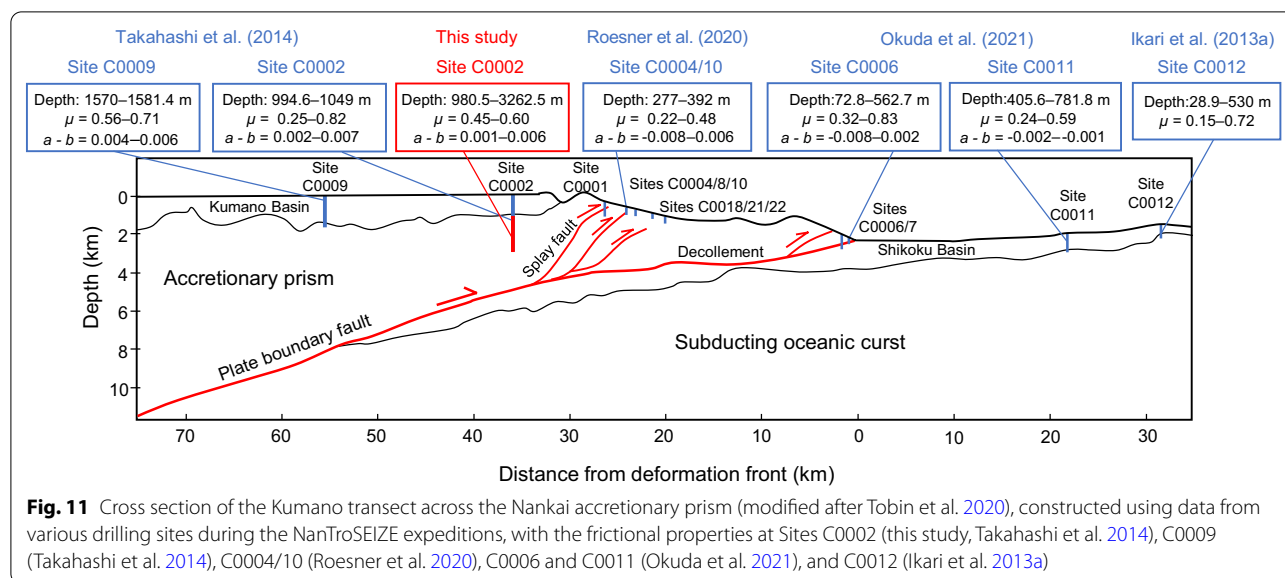 Takahashi et al. (2014)
This study
Roesner et al. (2020)
Okuda et al. (2021)
Ikari et al. (2013a)
Site C0009
Site C0002
Site C0002
Site C0004/10
Site C0006
Site C0011
Site C0012
Depth: 1570–1581.4 m
μ = 0.56–0.71
a - b = 0.004–0.006
Depth: 994.6–1049 m
μ = 0.25–0.82
a - b = 0.002–0.007
Depth: 980.5–3262.5 m
μ = 0.45–0.60
a - b = 0.001–0.006
Depth: 277–392 m
μ = 0.22–0.48
a - b = -0.008–0.006
Depth: 72.8–562.7 m
μ = 0.32–0.83
a - b = -0.008–0.002
Depth:405.6–781.8 m
μ = 0.24–0.59
a - b = -0.002–-0.001
Depth:28.9–530 m
μ = 0.15–0.72
Site
C0009
Site
C0002
Site
C0001
Sites C0004/8/10
Sites C0018/21/22
Sites
C0006/7
Site
C0011
Site
C0012
Kumano Basin
Splay fault
Decollement
Shikoku Basin
Accretionary prism
Plate boundary fault
Subducting oceanic curst
Depth (km)
0
2
4
6
8
10
70
60
50
40
30
20
10
0
10
20
30
Distance from deformation front (km)
Fig. 11 Cross section of the Kumano transect across the Nankai accretionary prism (modified after Tobin et al. 2020), constructed using data from
various drilling sites during the NanTroSEIZE expeditions, with the frictional properties at Sites C0002 (this study, Takahashi et al. 2014), C0009
(Takahashi et al. 2014), C0004/10 (Roesner et al. 2020), C0006 and C0011 (Okuda et al. 2021), and C0012 (Ikari et al. 2013a)